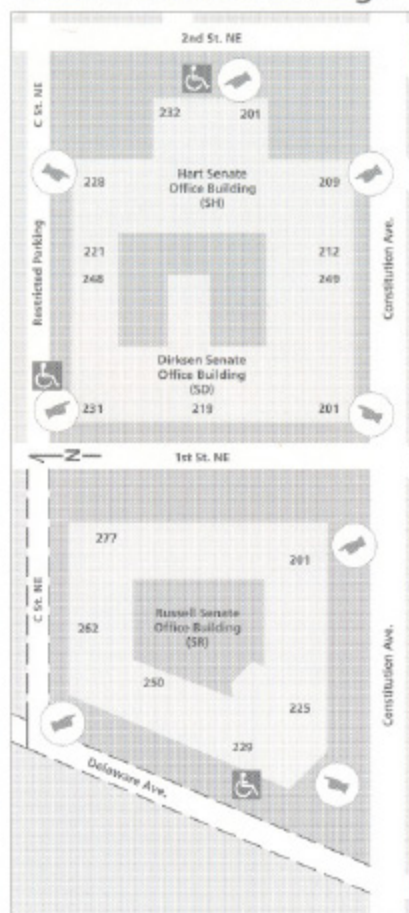 2nd St. NE
C St. NE
232
201
228
Hart Senate
Office Building
(SH)
209
Restricted Parking
221
212
Constitution Ave.
248
249
Dirksen Senate
Office Building
(SD)
231
219
201
N
1st St. NE
277
201
C St. NE
262
Russell Senate
Office Building
(SR)
250
225
Constitution Ave.
229
Delaware Ave.